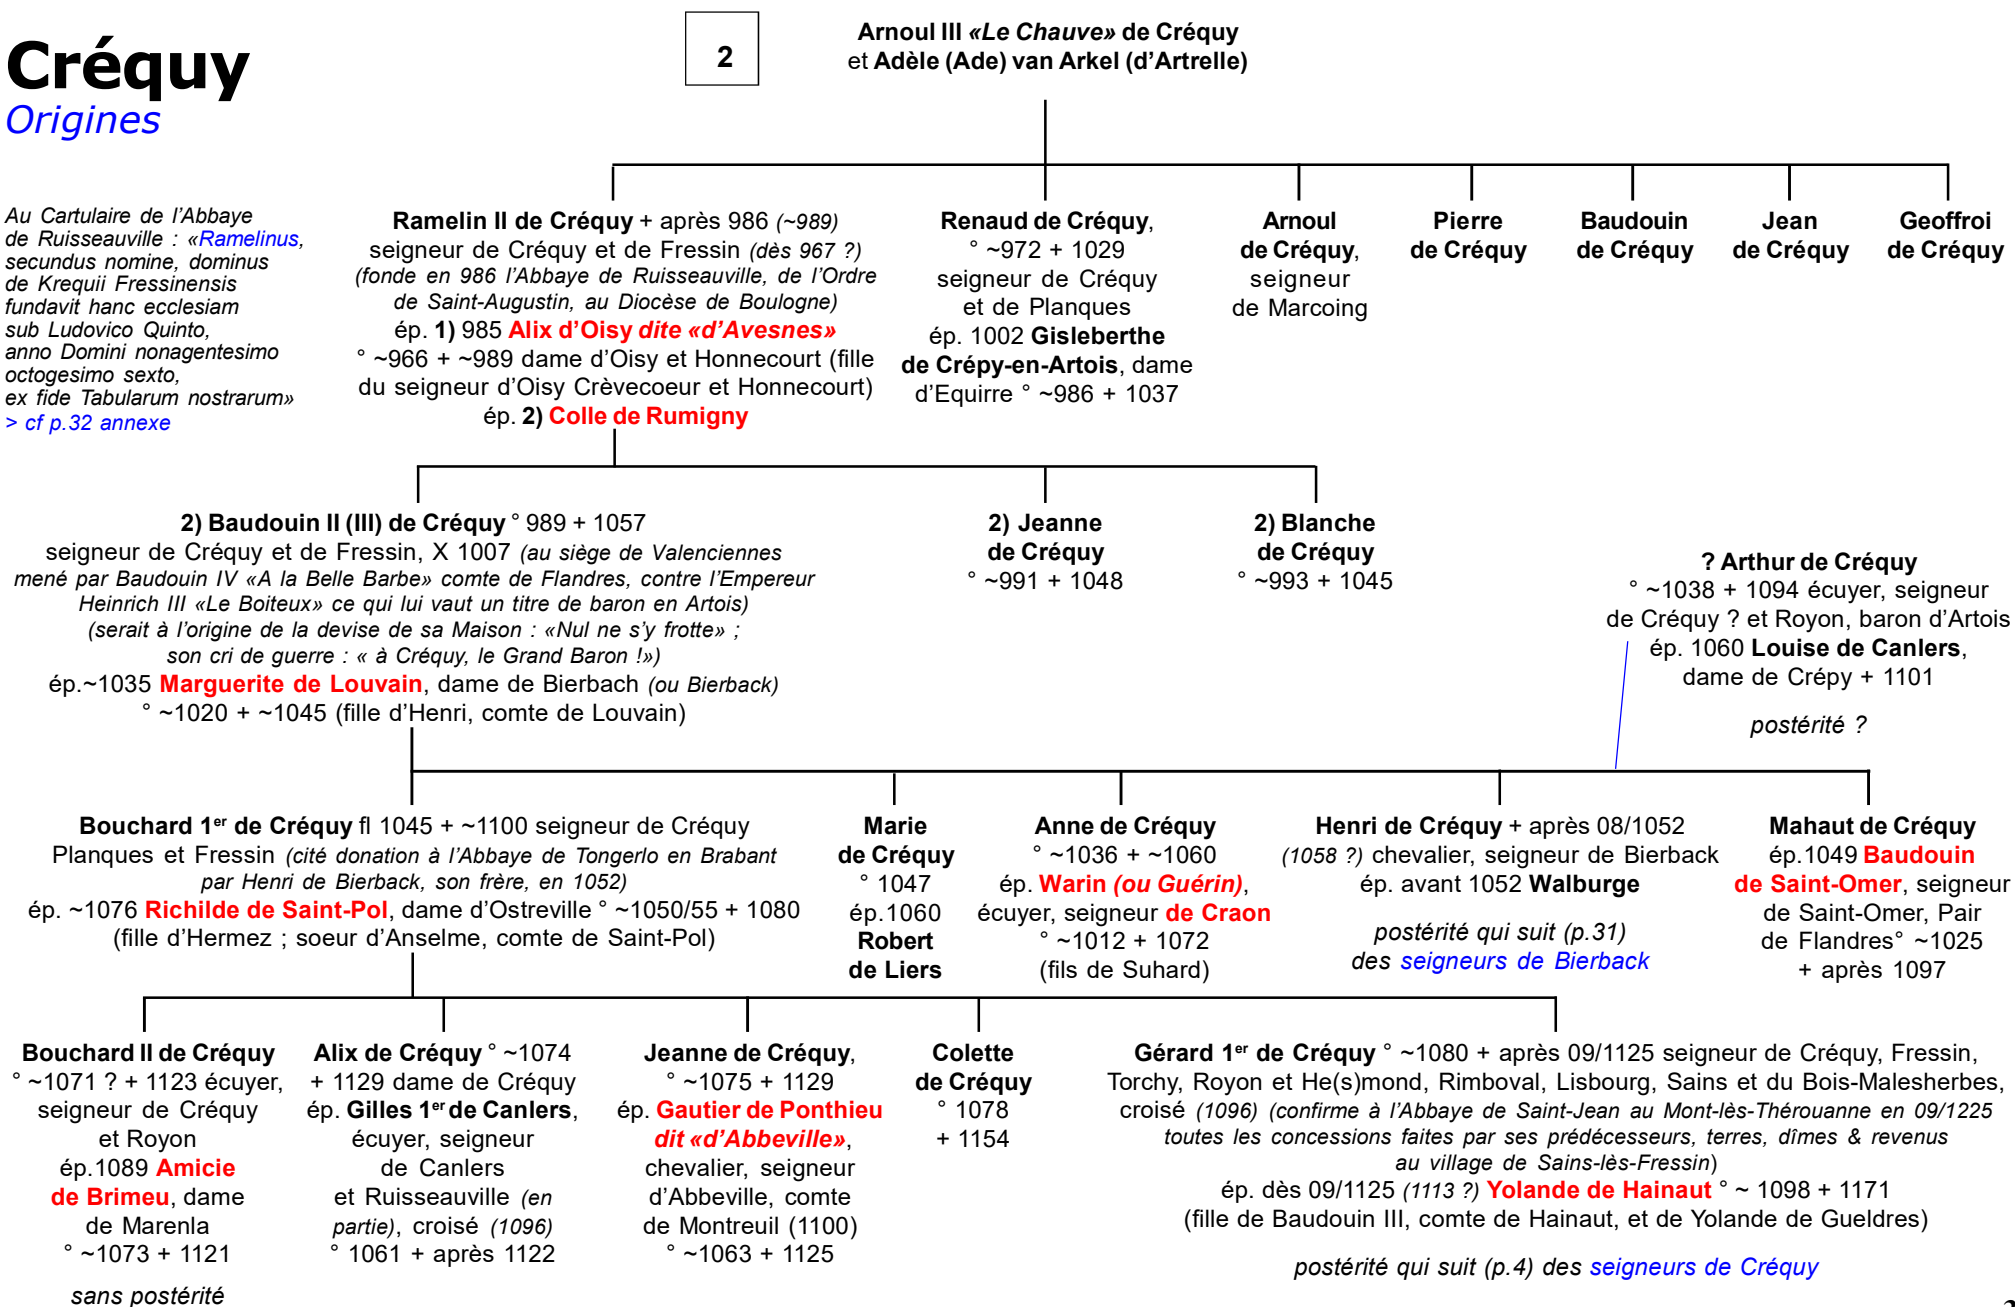 Créquy
Origines
2
Arnoul III «Le Chauve» de Créquy
et Adèle (Ade) van Arkel (d'Artrelle)
Au Cartulaire de l'Abbaye
de Ruisseauville : «Ramelinus,
secundus nomine, dominus
de Krequii Fressinensis
fundavit hanc ecclesiam
sub Ludovico Quinto,
anno Domini nonagentesimo
octogesimo sexto,
ex fide Tabularum nostrarum»
> cf p.32 annexe
Ramelin II de Créquy + après 986 (~989)
seigneur de Créquy et de Fressin (dès 967 ?)
(fonde en 986 l'Abbaye de Ruisseauville, de l'Ordre
de Saint-Augustin, au Diocèse de Boulogne)
ép. 1) 985 Alix d'Oisy dite «d'Avesnes»
° ~966 + ~989 dame d'Oisy et Honnecourt (fille
du seigneur d'Oisy Crèvecoeur et Honnecourt)
ép. 2) Colle de Rumigny
Renaud de Créquy,
° ~972 + 1029
seigneur de Créquy
et de Planques
ép. 1002 Gisleberthe
de Crépy-en-Artois, dame
d'Equirre ° ~986 + 1037
Arnoul
de Créquy,
seigneur
de Marcoing
Pierre
de Créquy
Baudouin
de Créquy
Jean
de Créquy
Geoffroi
de Créquy
2) Baudouin II (III) de Créquy ° 989 + 1057
seigneur de Créquy et de Fressin, X 1007 (au siège de Valenciennes
mené par Baudouin IV «A la Belle Barbe» comte de Flandres, contre l'Empereur
Heinrich III «Le Boiteux» ce qui lui vaut un titre de baron en Artois)
(serait à l'origine de la devise de sa Maison : «Nul ne s'y frotte» ;
son cri de guerre : « à Créquy, le Grand Baron !»)
ép.~1035 Marguerite de Louvain, dame de Bierbach (ou Bierback)
° ~1020 + ~1045 (fille d'Henri, comte de Louvain)
2) Jeanne
de Créquy
° ~991 + 1048
2) Blanche
de Créquy
° ~993 + 1045
? Arthur de Créquy
° ~1038 + 1094 écuyer, seigneur
de Créquy ? et Royon, baron d'Artois
ép. 1060 Louise de Canlers,
dame de Crépy + 1101
postérité ?
Bouchard 1er de Créquy fl 1045 + ~1100 seigneur de Créquy
Planques et Fressin (cité donation à l'Abbaye de Tongerlo en Brabant
par Henri de Bierback, son frère, en 1052)
ép. ~1076 Richilde de Saint-Pol, dame d'Ostreville ° ~1050/55 + 1080
(fille d'Hermez ; soeur d'Anselme, comte de Saint-Pol)
Marie
de Créquy
° 1047
ép.1060
Robert
de Liers
Anne de Créquy
° ~1036 + ~1060
ép. Warin (ou Guérin),
écuyer, seigneur de Craon
° ~1012 + 1072
(fils de Suhard)
Henri de Créquy + après 08/1052
(1058 ?) chevalier, seigneur de Bierback
ép. avant 1052 Walburge
postérité qui suit (p.31)
des seigneurs de Bierback
Mahaut de Créquy
ép.1049 Baudouin
de Saint-Omer, seigneur
de Saint-Omer, Pair
de Flandres° ~1025
+ après 1097
Bouchard II de Créquy
° ~1071 ? + 1123 écuyer,
seigneur de Créquy
et Royon
ép.1089 Amicie
de Brimeu, dame
de Marenla
° ~1073 + 1121
sans postérité
Alix de Créquy ° ~1074
+ 1129 dame de Créquy
ép. Gilles 1er de Canlers,
écuyer, seigneur
de Canlers
et Ruisseauville (en
partie), croisé (1096)
° 1061 + après 1122
Jeanne de Créquy,
° ~1075 + 1129
ép. Gautier de Ponthieu
dit «d'Abbeville»,
chevalier, seigneur
d'Abbeville, comte
de Montreuil (1100)
° ~1063 + 1125
Colette
de Créquy
° 1078
+ 1154
Gérard 1er de Créquy ° ~1080 + après 09/1125 seigneur de Créquy, Fressin,
Torchy, Royon et He(s)mond, Rimboval, Lisbourg, Sains et du Bois-Malesherbes,
croisé (1096) (confirme à l'Abbaye de Saint-Jean au Mont-lès-Thérouanne en 09/1225
toutes les concessions faites par ses prédécesseurs, terres, dîmes & revenus
au village de Sains-lès-Fressin)
ép. dès 09/1125 (1113 ?) Yolande de Hainaut ° ~ 1098 + 1171
(fille de Baudouin III, comte de Hainaut, et de Yolande de Gueldres)
postérité qui suit (p.4) des seigneurs de Créquy